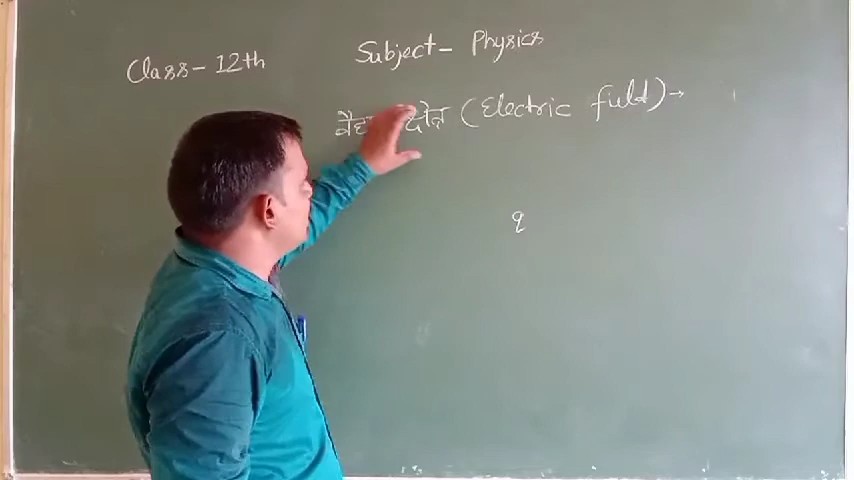 Class-12th Subject- Physics
क्षेत्र (Electric field)→
q